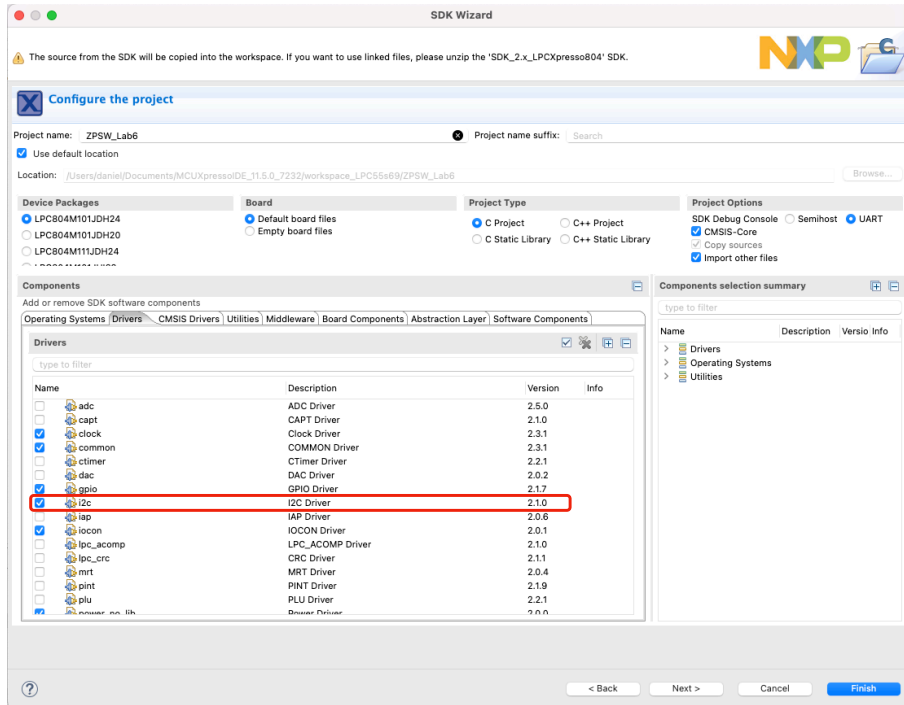 SDK Wizard
The source from the SDK will be copied into the workspace. If you want to use linked files, please unzip the 'SDK_2.x_LPCXpresso804' SDK.
NXP
C
Configure the project
Project name: ZPSW_Lab6 Project name suffix: Search
Use default location
Location: /Users/daniel/Documents/MCUXpressoIDE_11.5.0_7232/workspace_LPC55s69/ZPSW_Lab6 Browse...
Device Packages Board Project Type Project Options
LPC804M101JDH24 Default board files C Project C++ Project SDK Debug Console Semihost UART
LPC804M101JDH20 Empty board files C Static Library C++ Static Library CMSIS-Core
LPC804M111JDH24 Copy sources
Import other files
Components Components selection summary
Add or remove SDK software components type to filter
Operating Systems Drivers CMSIS Drivers Utilities Middleware Board Components Abstraction Layer Software Components
Name Description Versio Info
Drivers
Drivers
Operating Systems
Utilities
type to filter
Name Description Version Info
adc ADC Driver 2.5.0
capt CAPT Driver 2.1.0
clock Clock Driver 2.3.1
common COMMON Driver 2.3.1
ctimer CTimer Driver 2.2.1
dac DAC Driver 2.0.2
gpio GPIO Driver 2.1.7
i2c I2C Driver 2.1.0
iap IAP Driver 2.0.6
iocon IOCON Driver 2.0.1
lpc_acomp LPC_ACOMP Driver 2.1.0
lpc_crc CRC Driver 2.1.1
mrt MRT Driver 2.0.4
pint PINT Driver 2.1.9
plu PLU Driver 2.2.1
power_no_lib Power Driver 2.0.0
? < Back Next > Cancel Finish